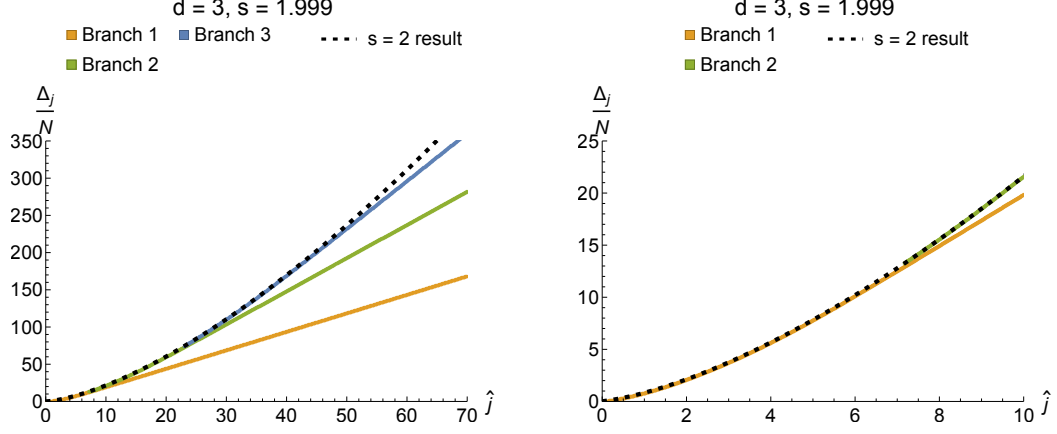 d = 3, s = 1.999
Branch 1
Branch 3
s = 2 result
Branch 2
Δj
N
350
300
250
200
150
100
50
0
0
10
20
30
40
50
60
70
ĵ
d = 3, s = 1.999
Branch 1
s = 2 result
Branch 2
Δj
N
25
20
15
10
5
0
0
2
4
6
8
10
ĵ